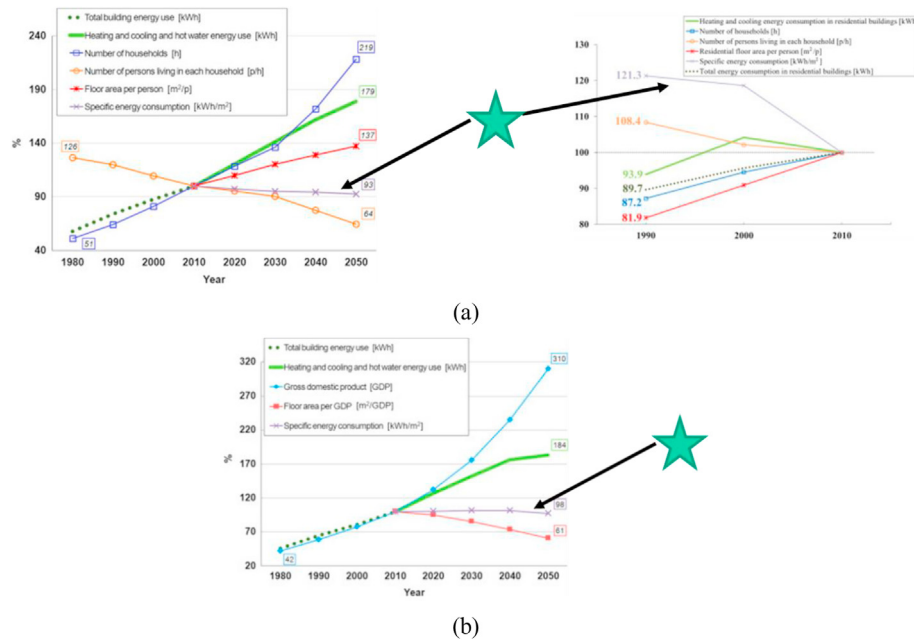 Total building energy use [kWh]
Heating and cooling and hot water energy use [kWh]
Number of households [h]
Number of persons living in each household [p/h]
Floor area per person [m²/p]
Specific energy consumption [kWh/m²]
240
190
140
90
40
%
126
51
219
179
137
93
64
1980 1990 2000 2010 2020 2030 2040 2050
Year
Heating and cooling energy consumption in residential buildings [kWh]
Number of households [h]
Number of persons living in each household [p/h]
Residential floor area per person [m²/p]
Specific energy consumption [kWh/m²]
Total energy consumption in residential buildings [kWh]
130
120
110
100
90
80
121.3
108.4
93.9
89.7
87.2
81.9
1990 2000 2010
(a)
Total building energy use [kWh]
Heating and cooling and hot water energy use [kWh]
Gross domestic product [GDP]
Floor area per GDP [m²/GDP]
Specific energy consumption [kWh/m²]
320
270
220
170
120
70
20
%
42
310
184
98
61
1980 1990 2000 2010 2020 2030 2040 2050
Year
(b)